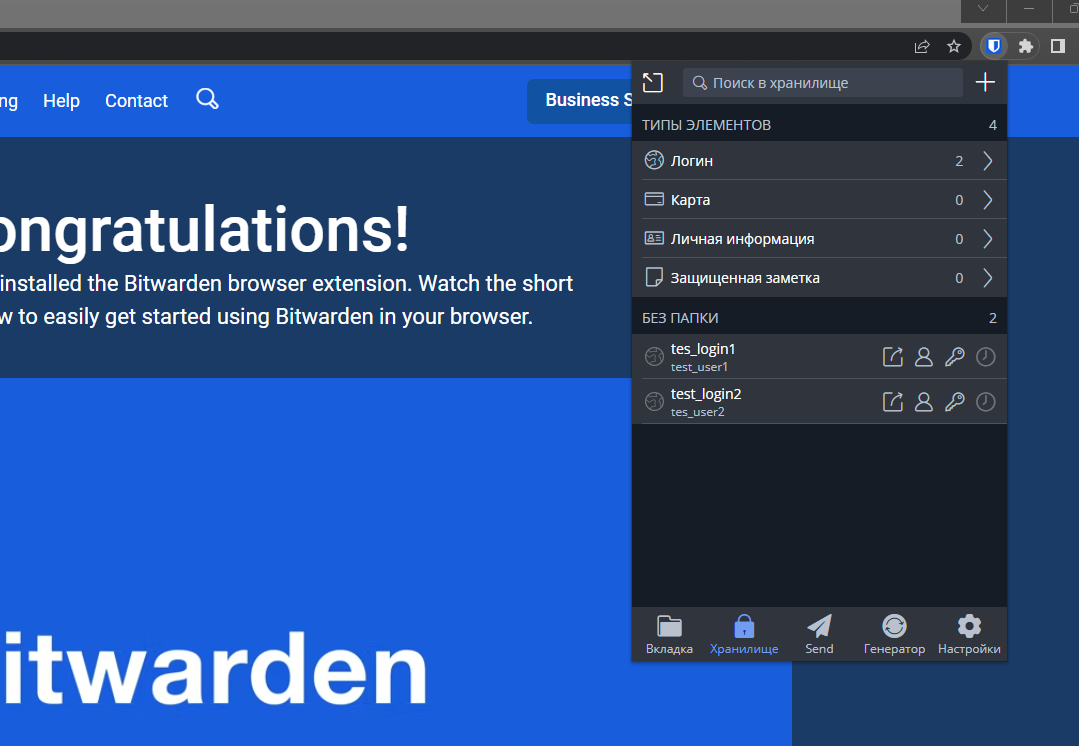 ng Help Contact
Business S
ongratulations!
installed the Bitwarden browser extension. Watch the short
w to easily get started using Bitwarden in your browser.
itwarden
Поиск в хранилище
ТИПЫ ЭЛЕМЕНТОВ 4
Логин 2
Карта 0
Личная информация 0
Защищенная заметка 0
БЕЗ ПАПКИ 2
tes_login1
test_user1
test_login2
tes_user2
Вкладка Хранилище Send Генератор Настройки